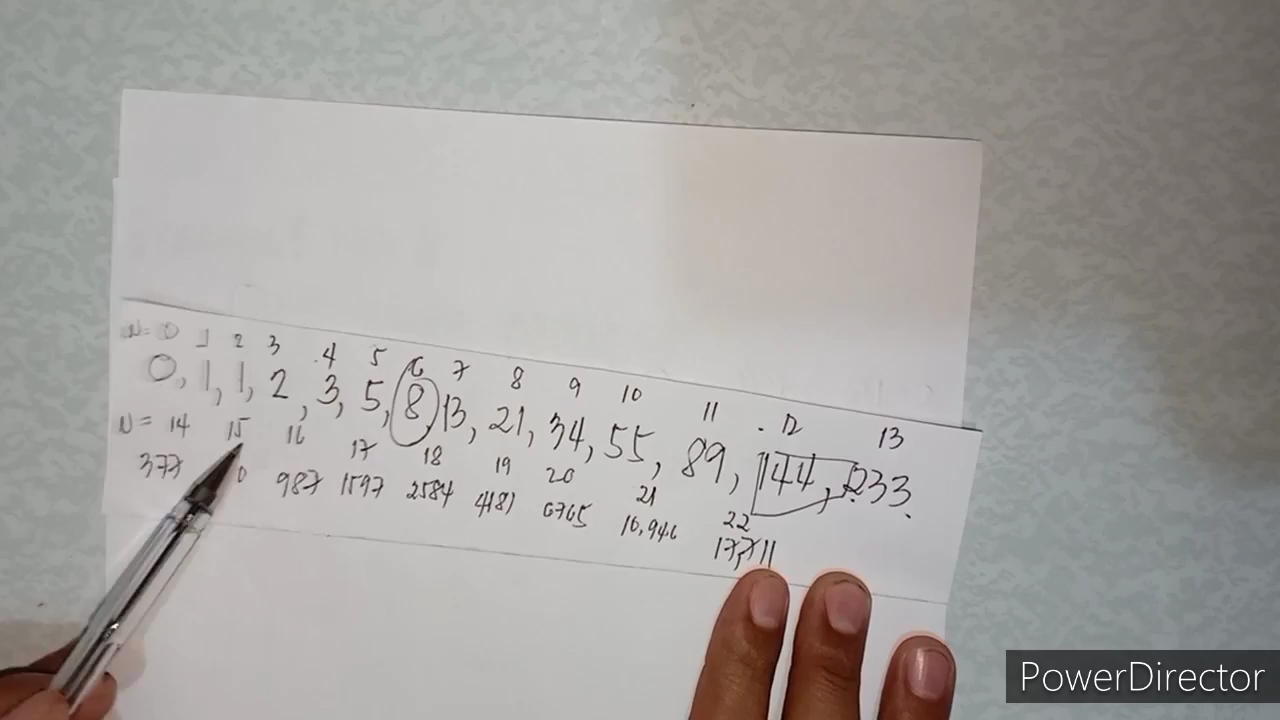 N= 0 1 2 3 4 5 6 7 8 9 10 11 12 13
0, 1, 1, 2, 3, 5, 8, 13, 21, 34, 55, 89, 144, 233.
N = 14 15 16 17 18 19 20 21 22
377 0 987 1597 2584 4181 6765 10,946 17,711
PowerDirector